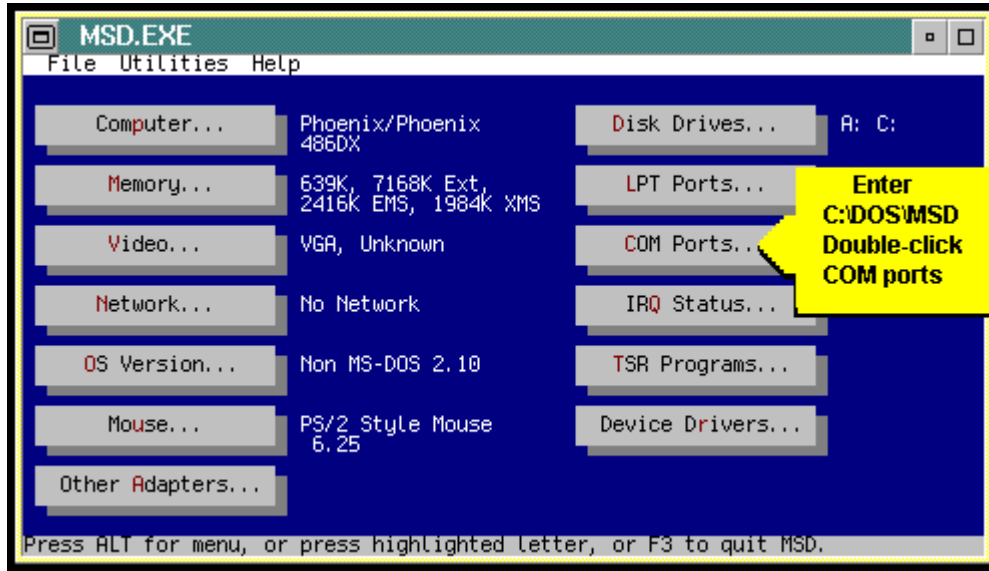 MSD.EXE
File Utilities Help
Computer... Phoenix/Phoenix Disk Drives... A: C:
486DX
Memory... 639K, 7168K Ext, LPT Ports...
2416K EMS, 1984K XMS
Video... VGA, Unknown COM Ports...
Network... No Network IRQ Status...
OS Version... Non MS-DOS 2.10 TSR Programs...
Mouse... PS/2 Style Mouse Device Drivers...
6.25
Other Adapters...
Enter
C:\DOS\MSD
Double-click
COM ports
Press ALT for menu, or press highlighted letter, or F3 to quit MSD.